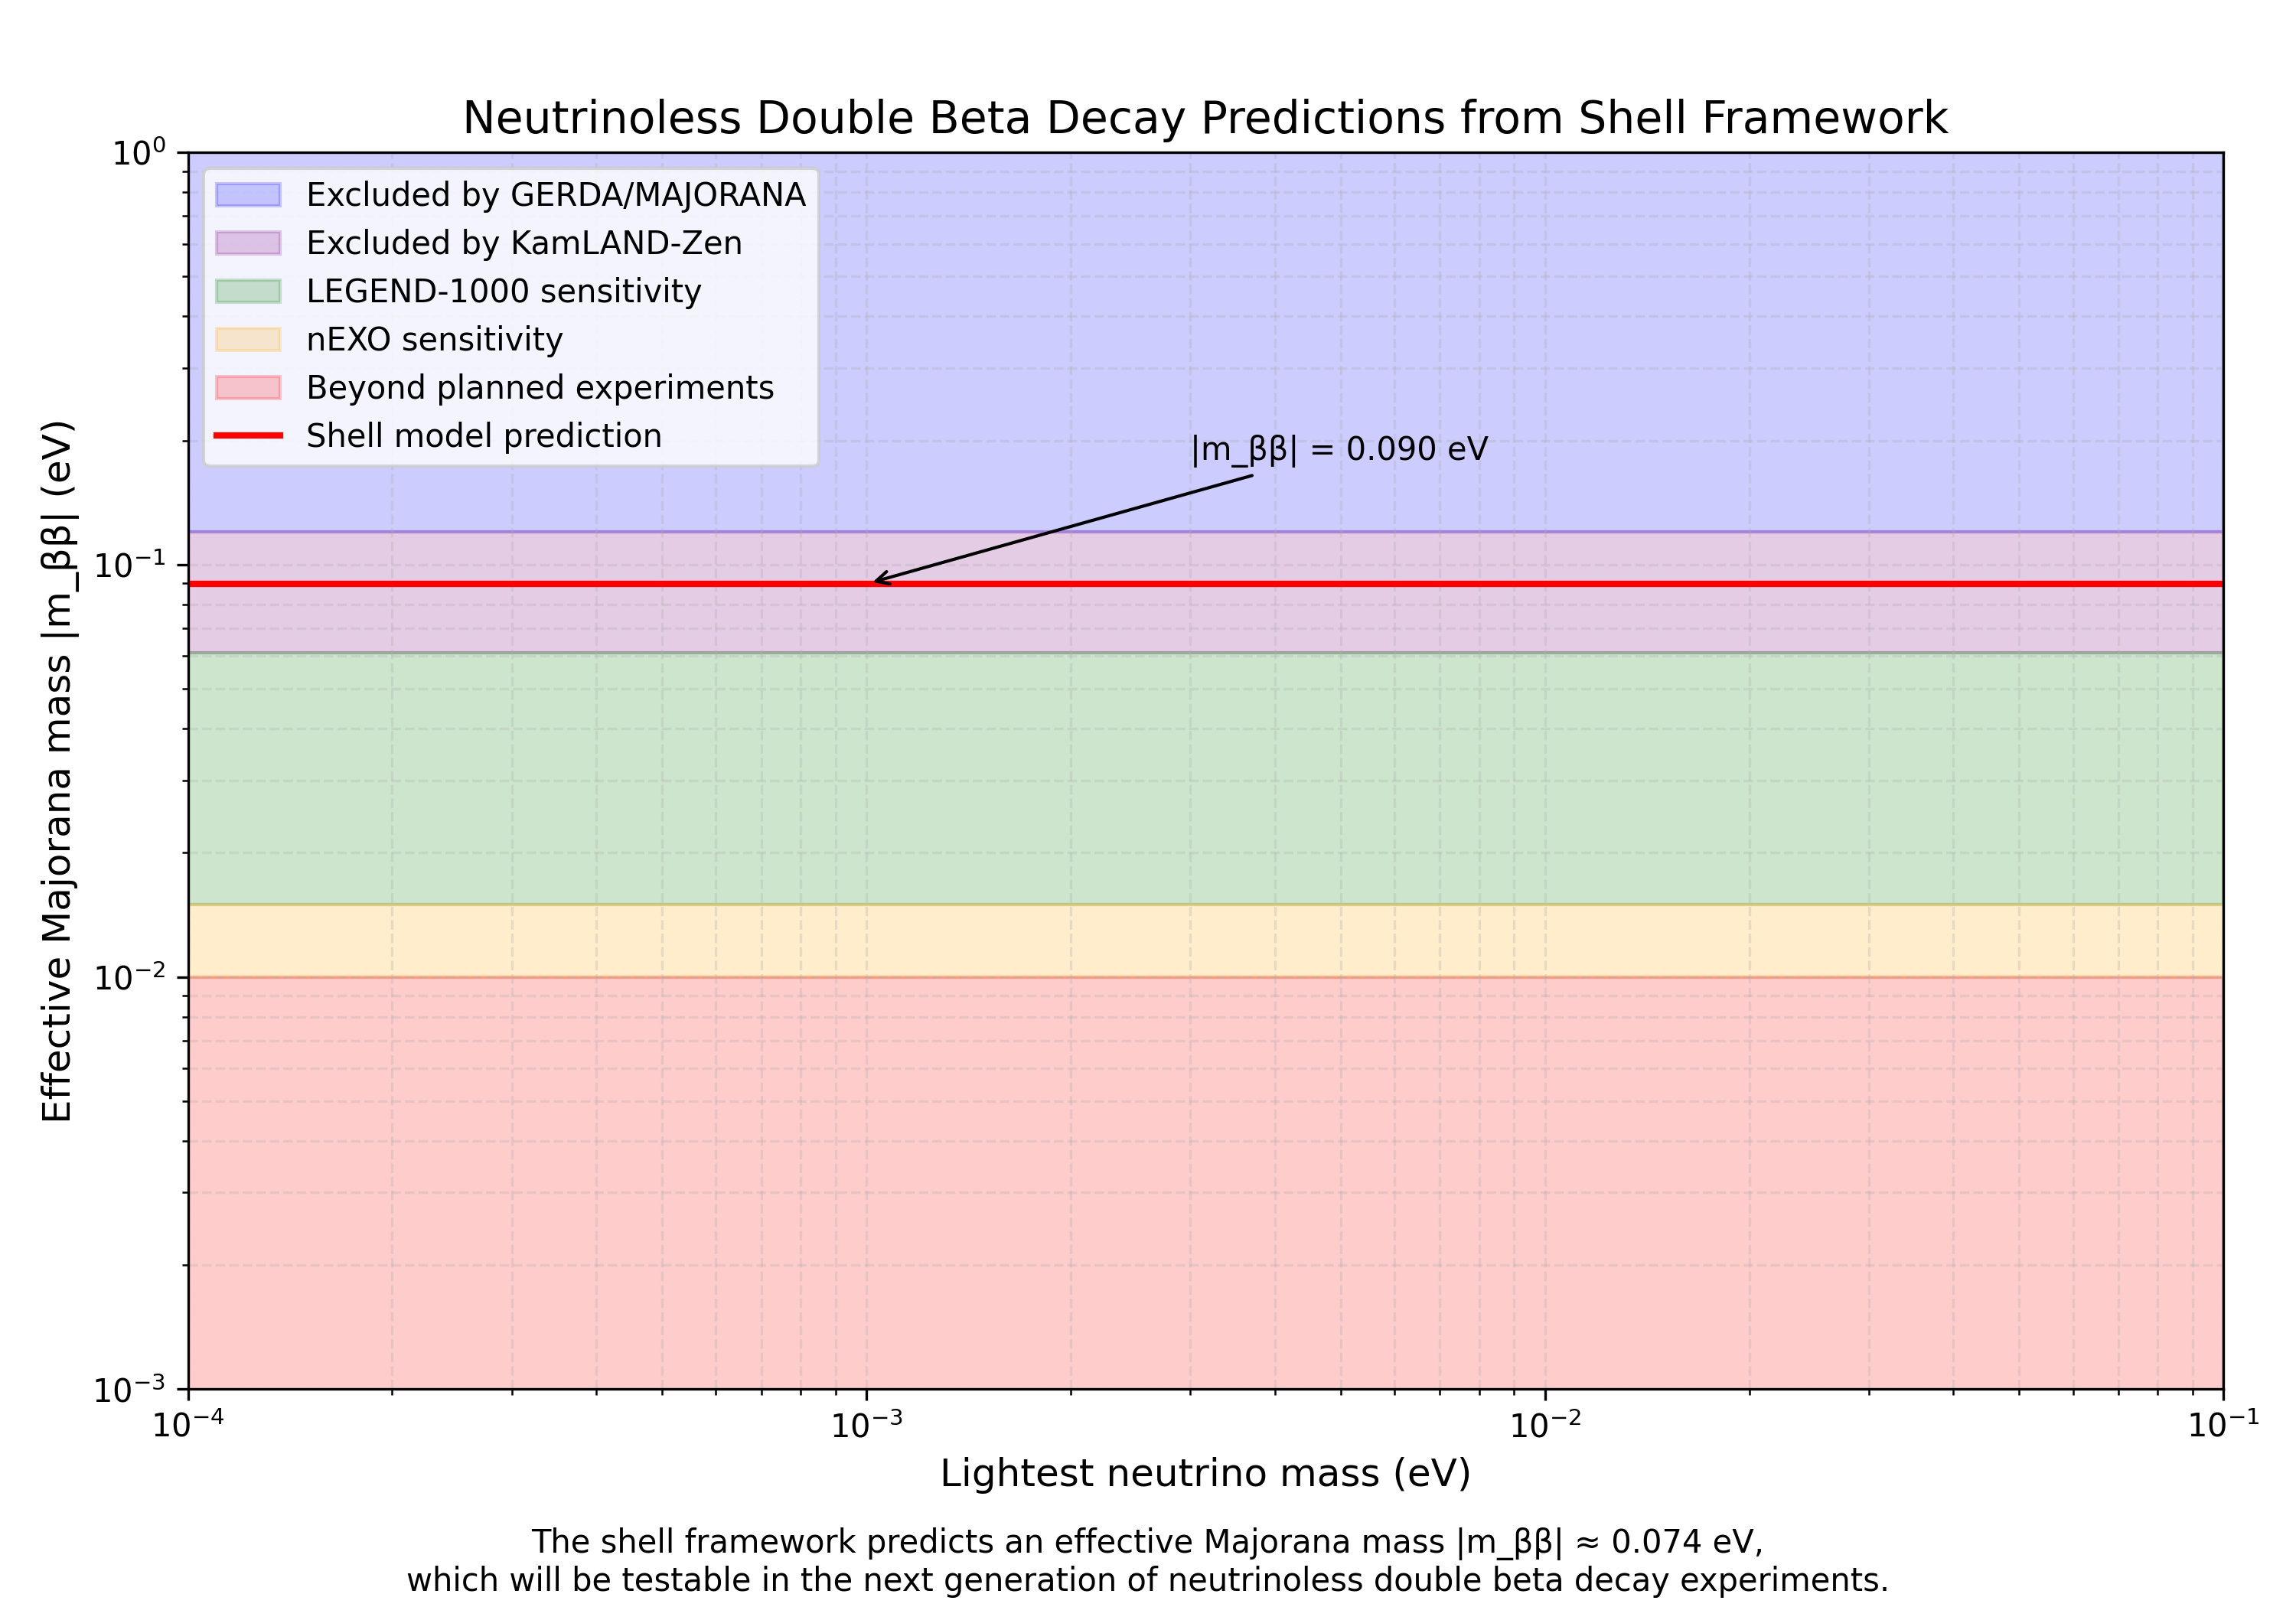 Neutrinoless Double Beta Decay Predictions from Shell Framework
Effective Majorana mass |m_ββ| (eV)
10⁰
10⁻¹
10⁻²
10⁻³
Excluded by GERDA/MAJORANA
Excluded by KamLAND-Zen
LEGEND-1000 sensitivity
nEXO sensitivity
Beyond planned experiments
Shell model prediction
|m_ββ| = 0.090 eV
10⁻⁴
10⁻³
10⁻²
10⁻¹
Lightest neutrino mass (eV)
The shell framework predicts an effective Majorana mass |m_ββ| ≈ 0.074 eV,
which will be testable in the next generation of neutrinoless double beta decay experiments.